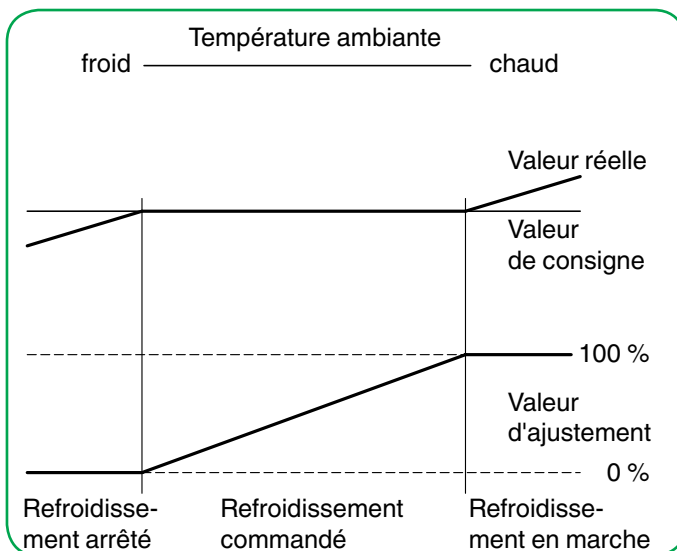 Température ambiante
froid
chaud
Valeur réelle
Valeur
de consigne
100 %
Valeur
d'ajustement
0 %
Refroidisse-
ment arrêté
Refroidissement
commandé
Refroidisse-
ment en marche